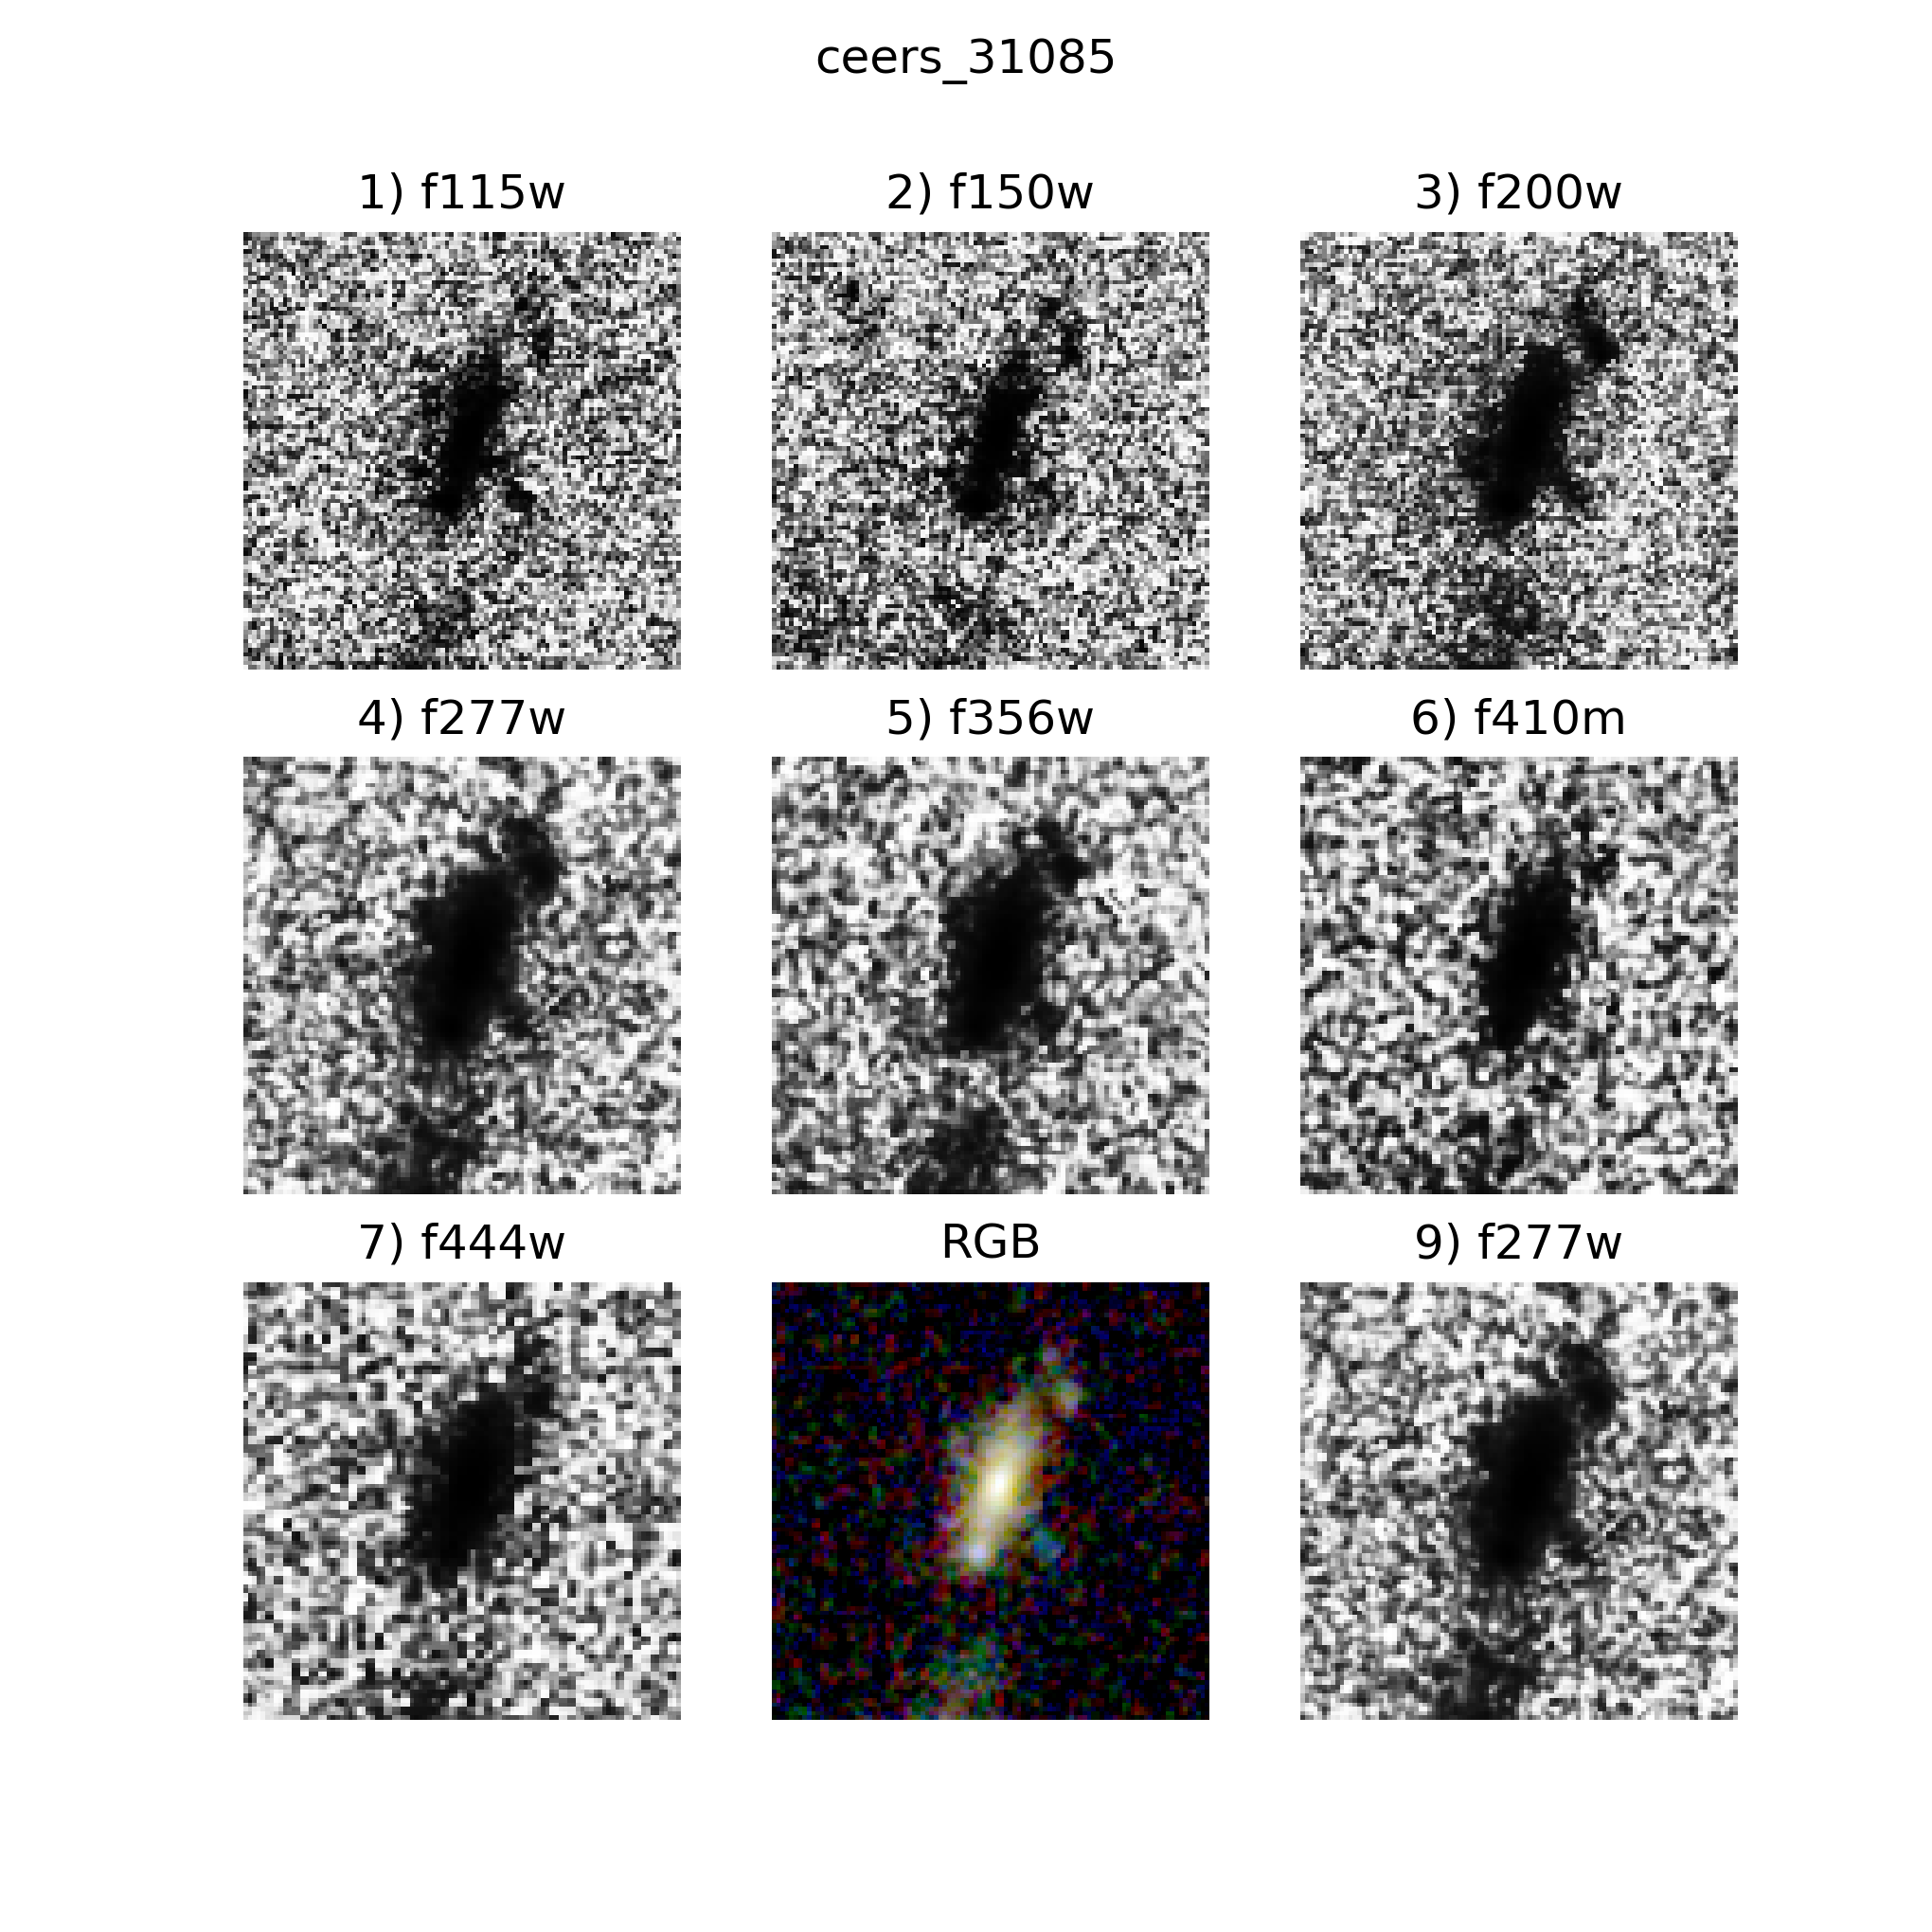 ceers_31085
1) f115w
2) f150w
3) f200w
4) f277w
5) f356w
6) f410m
7) f444w
RGB
9) f277w